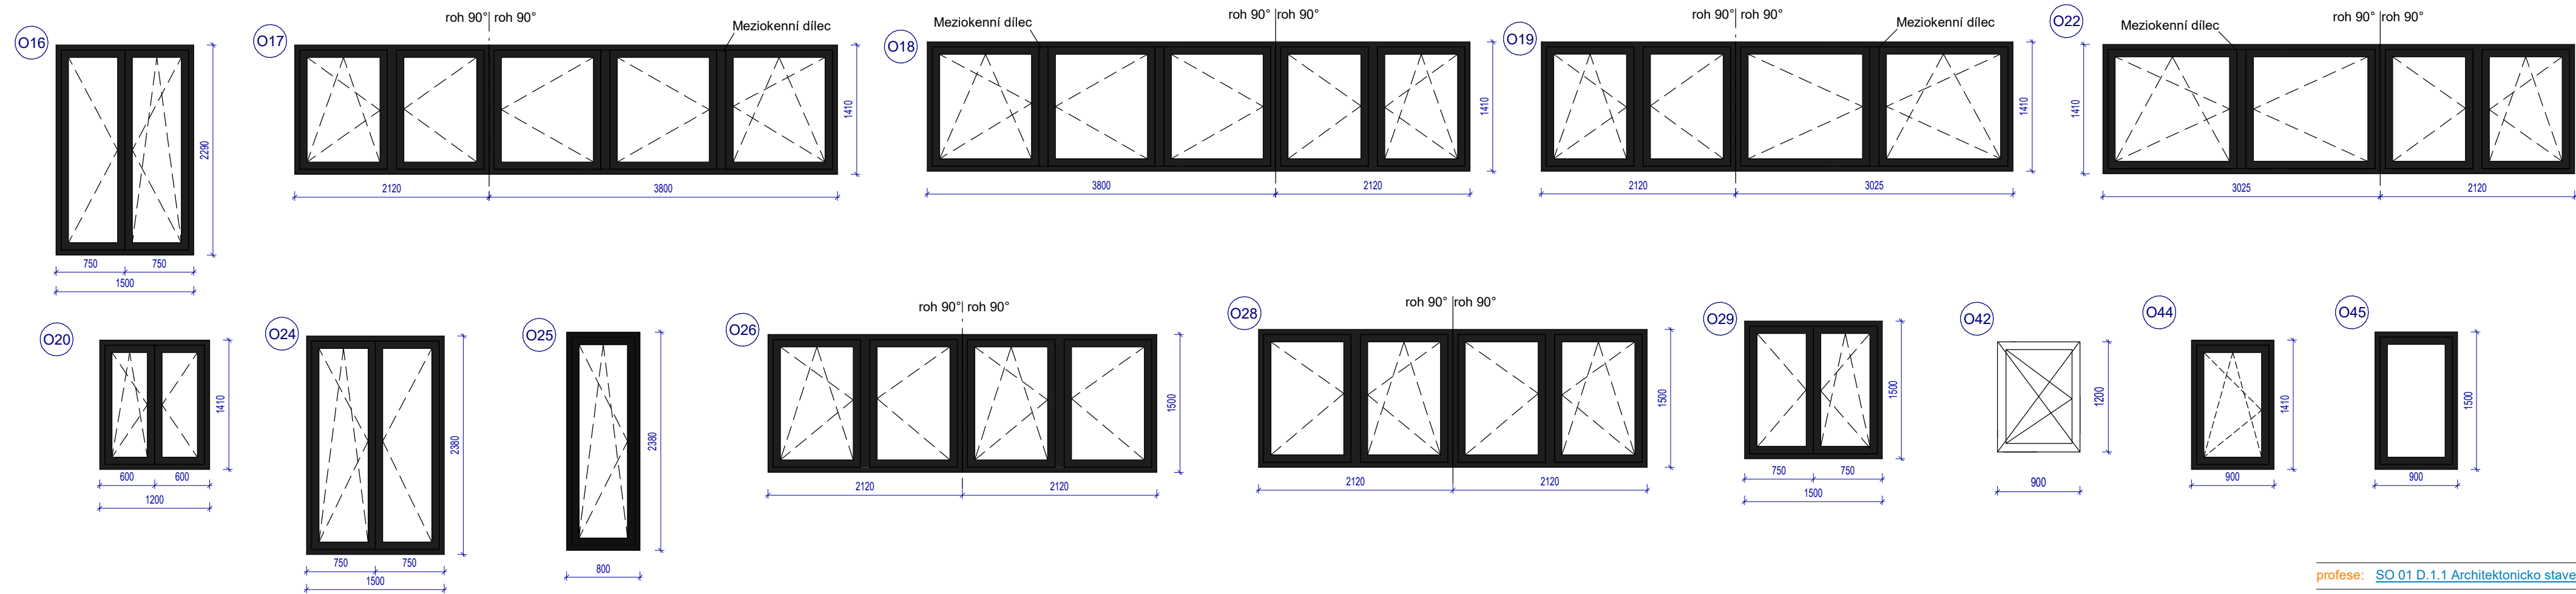 O16
2290
750 750
1500
O17
roh 90° roh 90°
Meziokenní dílec
1410
2120 3800
O18
Meziokenní dílec
roh 90° roh 90°
1410
3800 2120
O19
roh 90° roh 90°
Meziokenní dílec
1410
2120 3025
O22
Meziokenní dílec
roh 90° roh 90°
1410
3025 2120
O20
1410
600 600
1200
O24
2380
750 750
1500
O25
2380
800
O26
roh 90° roh 90°
1500
2120 2120
O28
roh 90° roh 90°
1500
2120 2120
O29
1500
750 750
1500
O42
1200
900
O44
1410
900
O45
1500
900
profese: SO 01 D.1.1 Architektonicko stave